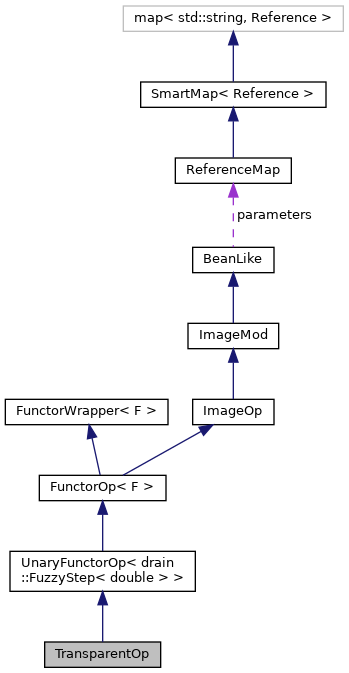 map< std::string, Reference >
SmartMap< Reference >
ReferenceMap
parameters
BeanLike
ImageMod
FunctorWrapper< F >
ImageOp
FunctorOp< F >
UnaryFunctorOp< drain
::FuzzyStep< double > >
TransparentOp